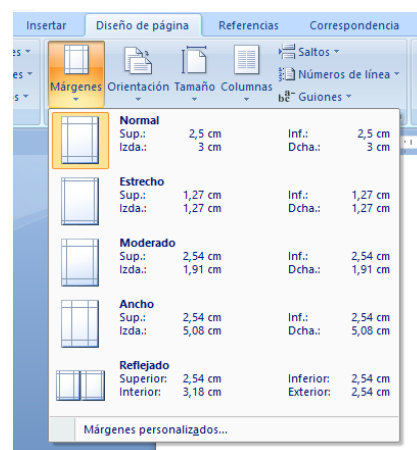 Insertar Diseño de página Referencias Correspondencia
Saltos
Números de línea
Guiones
Márgenes Orientación Tamaño Columnas
Normal
Sup.: 2,5 cm Inf.: 2,5 cm
Izda.: 3 cm Dcha.: 3 cm
Estrecho
Sup.: 1,27 cm Inf.: 1,27 cm
Izda.: 1,27 cm Dcha.: 1,27 cm
Moderado
Sup.: 2,54 cm Inf.: 2,54 cm
Izda.: 1,91 cm Dcha.: 1,91 cm
Ancho
Sup.: 2,54 cm Inf.: 2,54 cm
Izda.: 5,08 cm Dcha.: 5,08 cm
Reflejado
Superior: 2,54 cm Inferior: 2,54 cm
Interior: 3,18 cm Exterior: 2,54 cm
Márgenes personalizados...